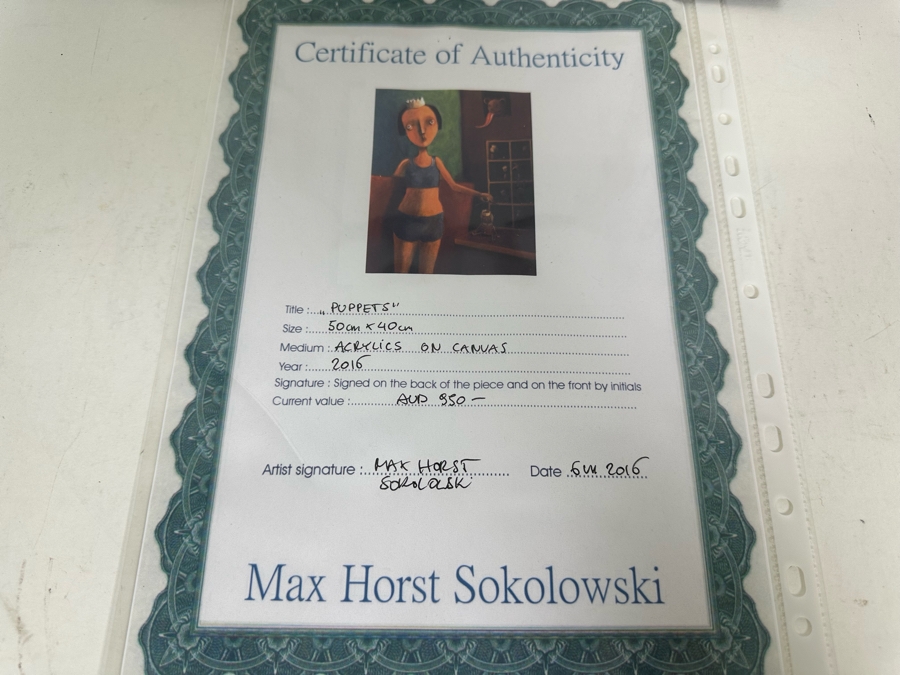 Certificate of Authenticity
Title :...„PUPPETS"
Size :....50cm x 40cm
Medium :.ACRYLICS ON CANVAS
Year :......2016
Signature : Signed on the back of the piece and on the front by initials
Current value :............AUD 950 —
Artist signature :...MAX HORST
SOKOLOWSKI
Date ...2016
Max Horst Sokolowski